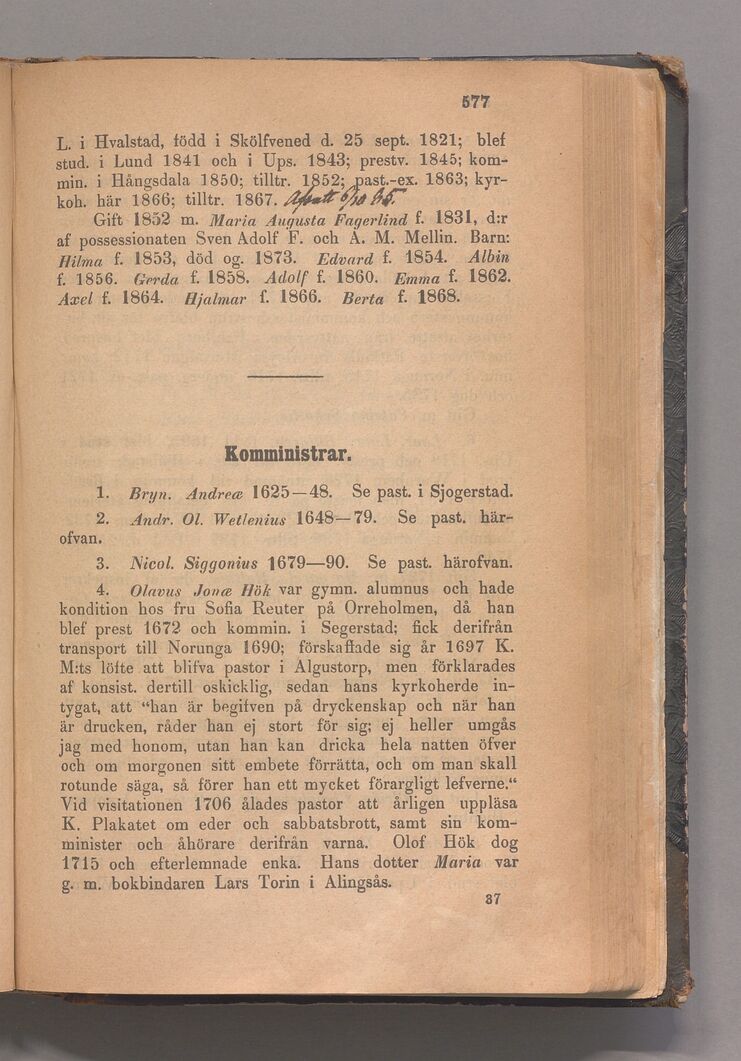 577
L. i Hvalstad, född i Skölfvened d. 25 sept. 1821; blef
stud. i Lund 1841 och i Ups. 1843; prestv. 1845; kom-
min. i Hångsdala 1850; tilltr. 1852; past.-ex. 1863; kyr-
koh. här 1866; tilltr. 1867.
Gift 1852 m. Maria Augusta Fagerlind f. 1831, d:r
af possessionaten Sven Adolf F. och A. M. Mellin. Barn:
Hilma f. 1853, död og. 1873. Edvard f. 1854. Albin
f. 1856. Gerda f. 1858. Adolf f. 1860. Emma f. 1862.
Axel f. 1864. Hjalmar f. 1866. Berta f. 1868.
Komministrar.
1. Bryn. Andreæ 1625—48. Se past. i Sjogerstad.
2. Andr. Ol. Wetlenius 1648—79. Se past. här-
ofvan.
3. Nicol. Siggonius 1679—90. Se past. härofvan.
4. Olavus Jonæ Hök var gymn. alumnus och hade
kondition hos fru Sofia Reuter på Orreholmen, då han
blef prest 1672 och kommin. i Segerstad; fick derifrån
transport till Norunga 1690; förskaffade sig år 1697 K.
M:ts löfte att blifva pastor i Algustorp, men förklarades
af konsist. dertill oskicklig, sedan hans kyrkoherde in-
tygat, att "han är begifven på dryckenskap och när han
är drucken, råder han ej stort för sig; ej heller umgås
jag med honom, utan han kan dricka hela natten öfver
och om morgonen sitt embete förrätta, och om man skall
rotunde säga, så förer han ett mycket förargligt lefverne."
Vid visitationen 1706 ålades pastor att årligen uppläsa
K. Plakatet om eder och sabbatsbrott, samt sin kom-
minister och åhörare derifrån varna. Olof Hök dog
1715 och efterlemnade enka. Hans dotter Maria var
g. m. bokbindaren Lars Torin i Alingsås.
37